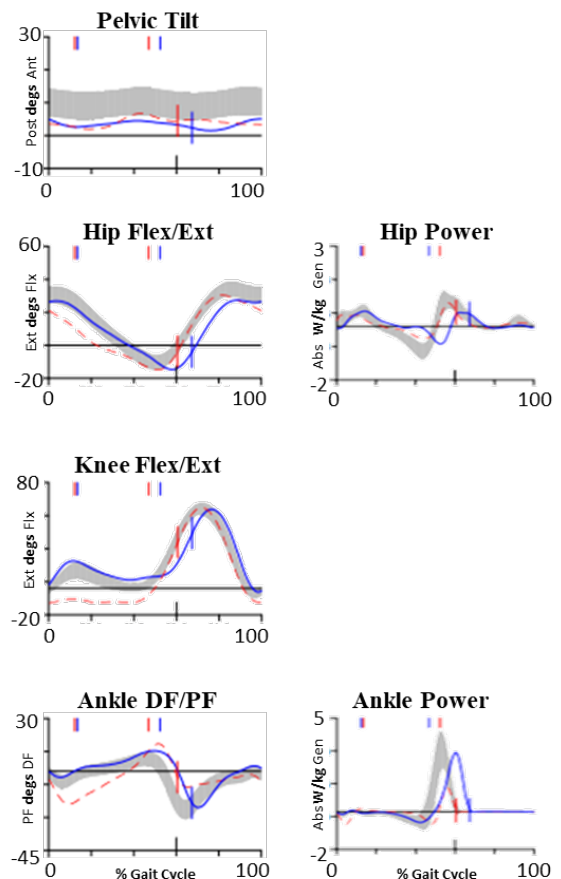 Pelvic Tilt
30
Post degs Ant
-10
0
100
Hip Flex/Ext
60
Ext degs Flx
-20
0
100
Hip Power
3
Abs W/kg Gen
-2
0
100
Knee Flex/Ext
80
Ext degs Flx
-20
0
100
Ankle DF/PF
30
PF degs DF
-45
0
% Gait Cycle
100
Ankle Power
5
Abs W/kg Gen
-2
0
% Gait Cycle
100